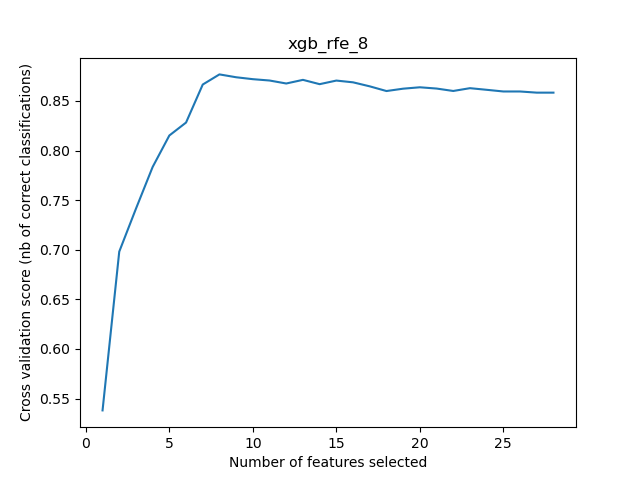 xgb_rfe_8
Cross validation score (nb of correct classifications)
0.85
0.80
0.75
0.70
0.65
0.60
0.55
0 5 10 15 20 25
Number of features selected